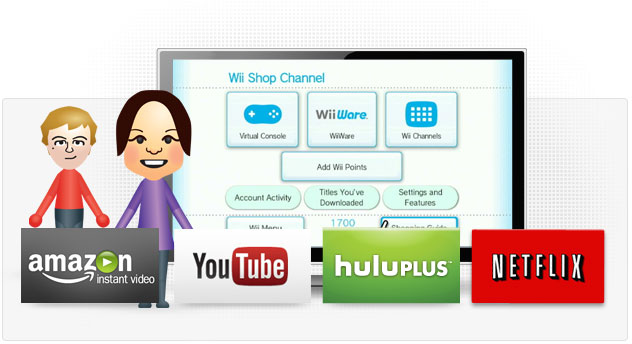 Wii Shop Channel
WiiWare
Virtual Console
WiiWare
Wii Channels
Add Wii Points
Account Activity
Titles You've
Downloaded
Settings and
Features
Wii Menu
1700
Shopping Guide
amazon
instant video
YouTube
huluPLUS
NETFLIX